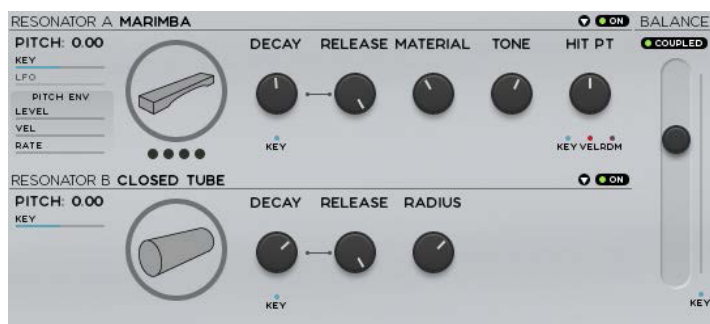 RESONATOR A MARIMBA ON BALANCE
PITCH: 0.00 DECAY RELEASE MATERIAL TONE HIT PT COUPLED
KEY
LFO
PITCH ENV
LEVEL
VEL
RATE KEY KEY VEL RDM
RESONATOR B CLOSED TUBE ON
PITCH: 0.00 DECAY RELEASE RADIUS
KEY
KEY KEY